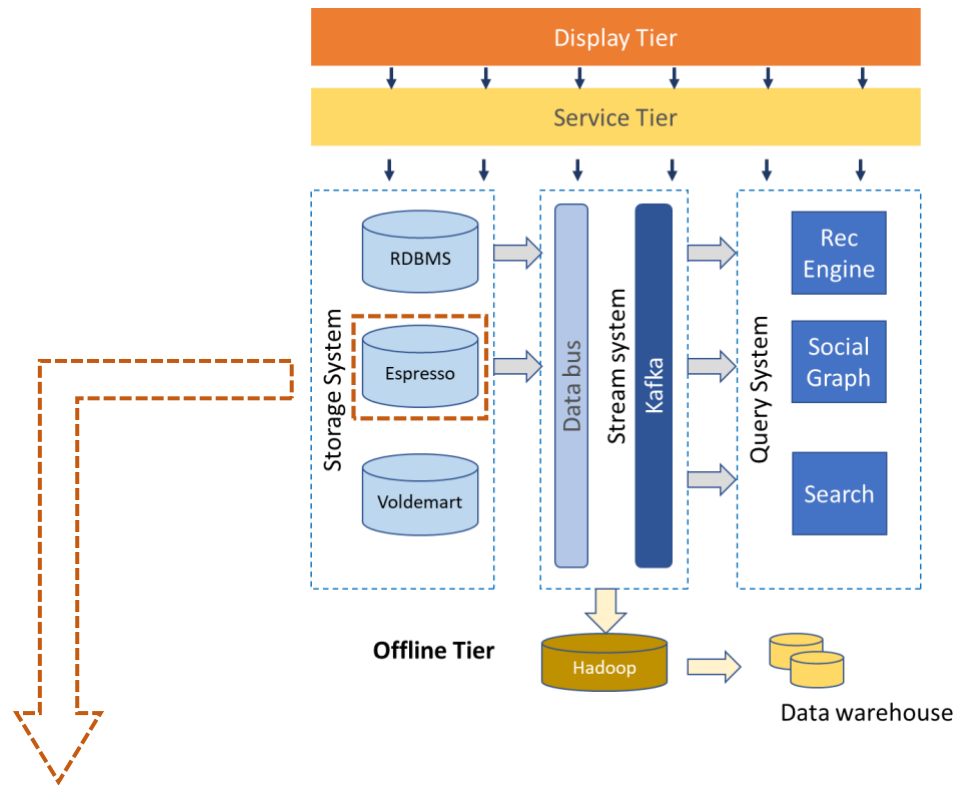 Display Tier
Service Tier
Storage System
RDBMS
Espresso
Voldemart
Data bus
Stream system
Kafka
Query System
Rec
Engine
Social
Graph
Search
Offline Tier
Hadoop
Data warehouse